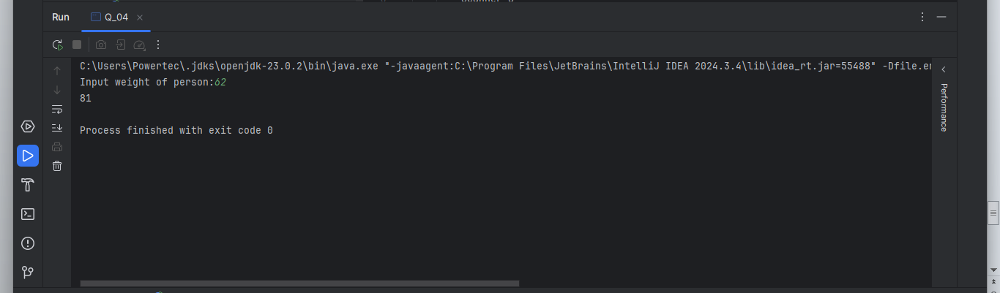 Run Q_04
C:\Users\Powertec\.jdks\openjdk-23.0.2\bin\java.exe "-javaagent:C:\Program Files\JetBrains\IntelliJ IDEA 2024.3.4\lib\idea_rt.jar=55488" -Dfile.en
Input weight of person:62
81
Process finished with exit code 0
Performance